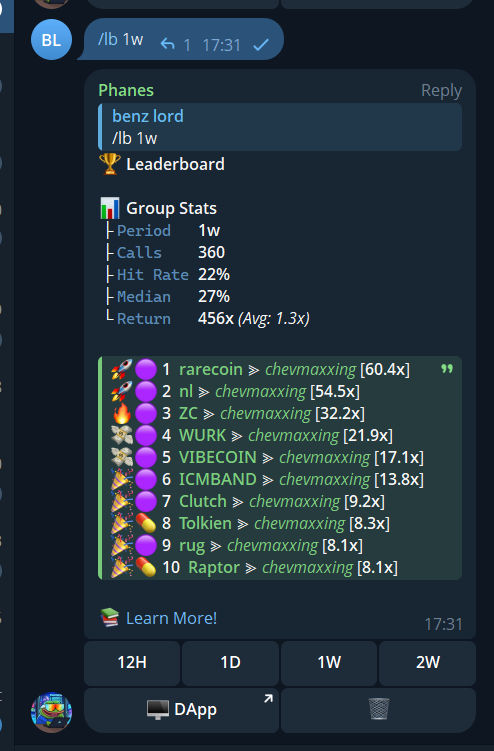 BL
/lb 1w
1 17:31
Phanes Reply
benz lord
/lb 1w
🏆 Leaderboard
📊 Group Stats
├ Period 1w
├ Calls 360
├ Hit Rate 22%
├ Median 27%
└ Return 456x (Avg: 1.3x)
🚀🟣 1 rarecoin ⪢ chevmaxxing [60.4x]
🚀🟣 2 nl ⪢ chevmaxxing [54.5x]
🔥🟣 3 ZC ⪢ chevmaxxing [32.2x]
💸🟣 4 WURK ⪢ chevmaxxing [21.9x]
💸🟣 5 VIBECOIN ⪢ chevmaxxing [17.1x]
🎉🟣 6 ICMBAND ⪢ chevmaxxing [13.8x]
🎉🟣 7 Clutch ⪢ chevmaxxing [9.2x]
🎉💊 8 Tolkien ⪢ chevmaxxing [8.3x]
🎉🟣 9 rug ⪢ chevmaxxing [8.1x]
🎉💊 10 Raptor ⪢ chevmaxxing [8.1x]
📚 Learn More!
17:31
12H 1D 1W 2W
🖥 DApp 🗑